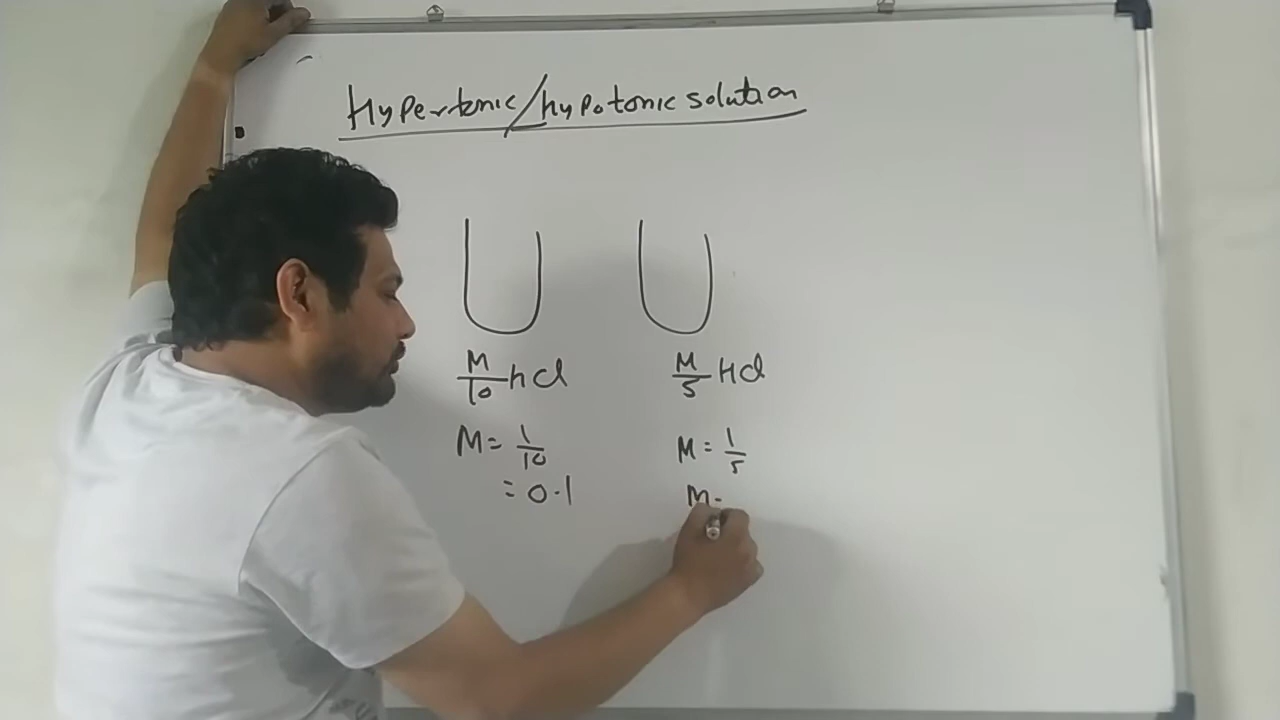 Hypertonic/hypotonic solution
M/10 HCl
M/5 HCl
M = 1/10
M = 1/5
= 0.1
M =